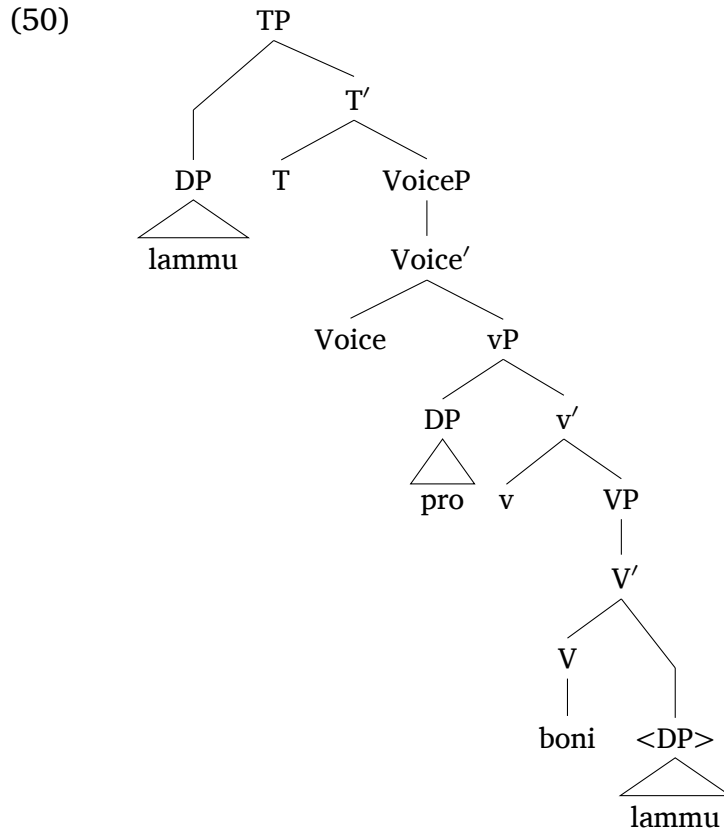 (50) TP
T′
DP T VoiceP
lammu Voice′
Voice vP
DP v′
pro v VP
V′
V
boni <DP>
lammu